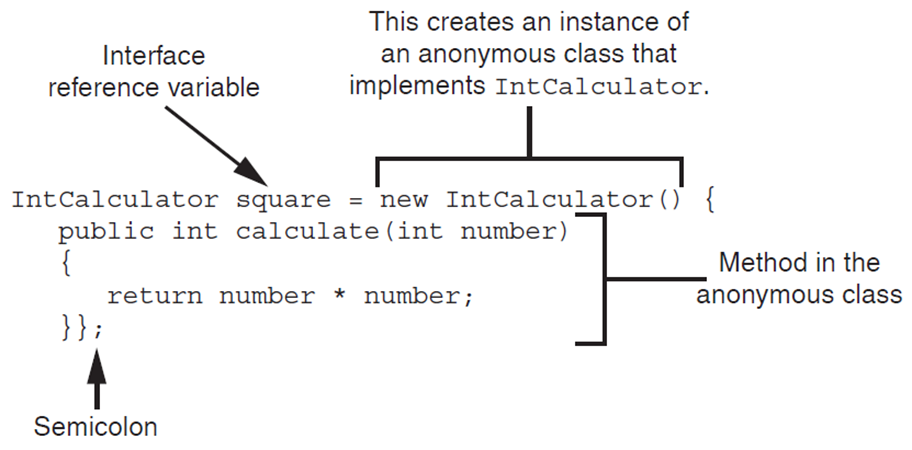 This creates an instance of
an anonymous class that
implements IntCalculator.
Interface
reference variable
IntCalculator square = new IntCalculator() {
public int calculate(int number)
{
return number * number;
}};
Method in the
anonymous class
Semicolon